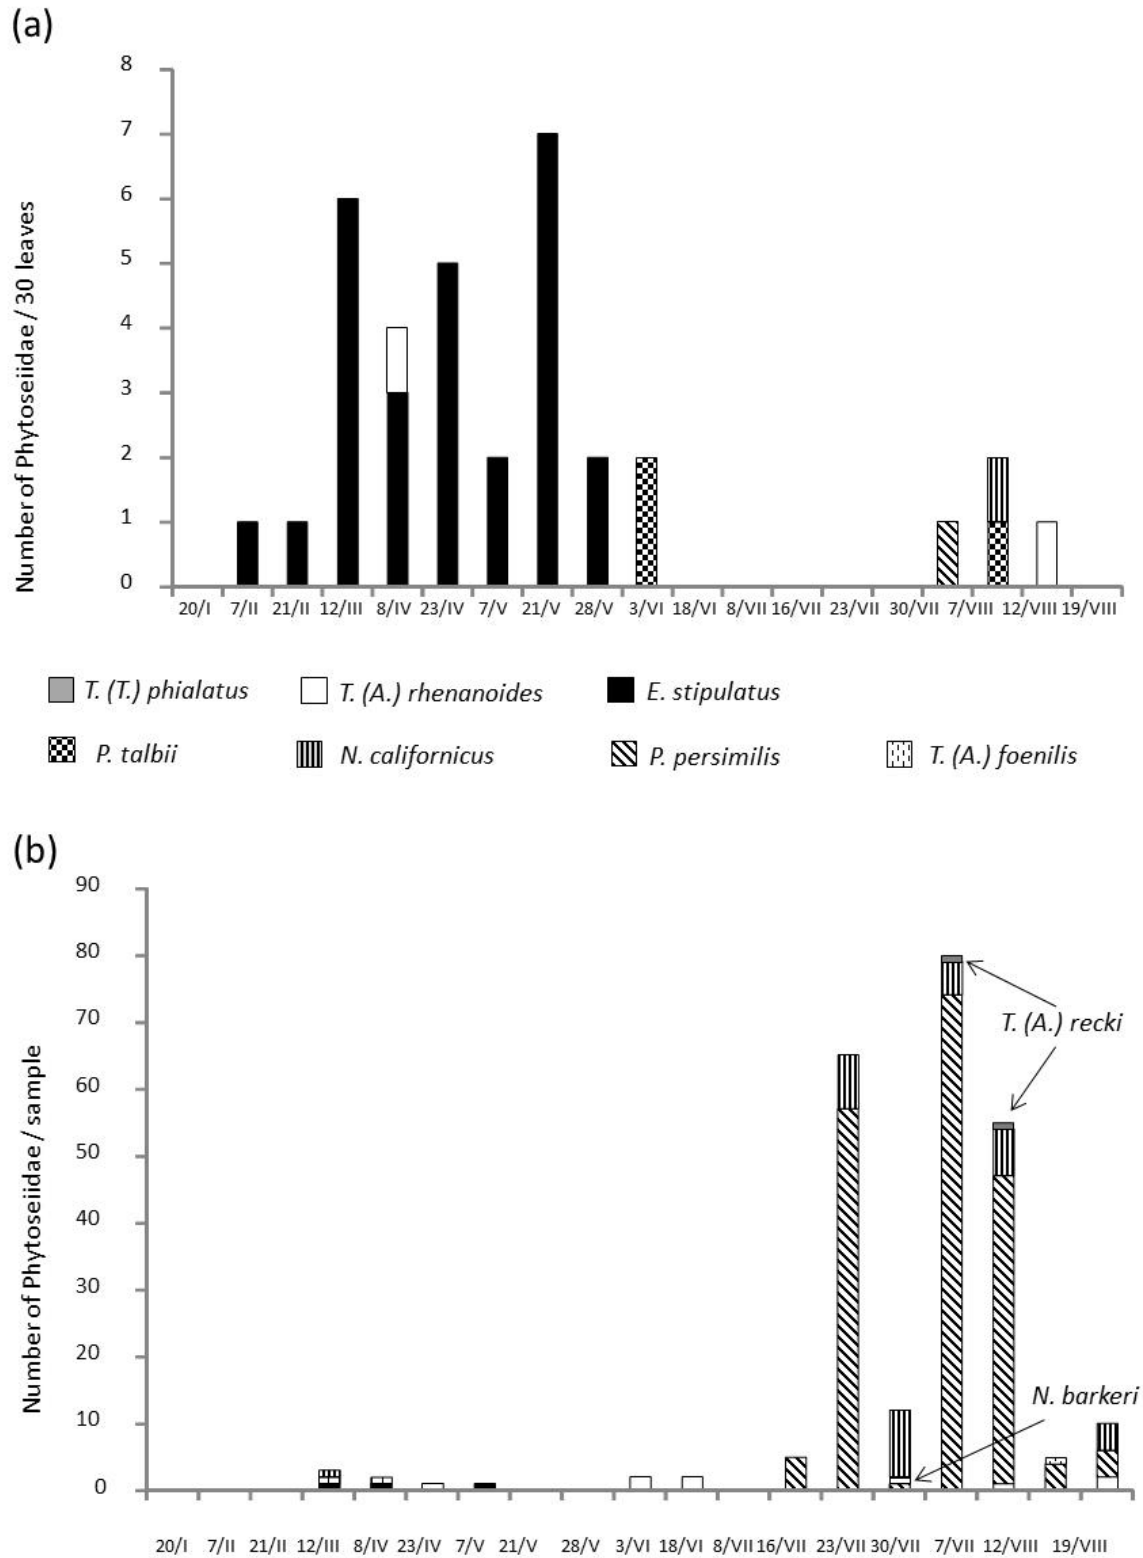 (a)
Number of Phytoseiidae / 30 leaves
8
7
6
5
4
3
2
1
0
20/I 7/II 21/II 12/III 8/IV 23/IV 7/V 21/V 28/V 3/VI 18/VI 8/VII 16/VII 23/VII 30/VII 7/VIII 12/VIII 19/VIII
T. (T.) phialatus T. (A.) rhenanoides E. stipulatus
P. talbii N. californicus P. persimilis T. (A.) foenilis
(b)
Number of Phytoseiidae / sample
90
80
70
60
50
40
30
20
10
0
T. (A.) recki
N. barkeri
20/I 7/II 21/II 12/III 8/IV 23/IV 7/V 21/V 28/V 3/VI 18/VI 8/VII 16/VII 23/VII 30/VII 7/VII 12/VIII 19/VIII